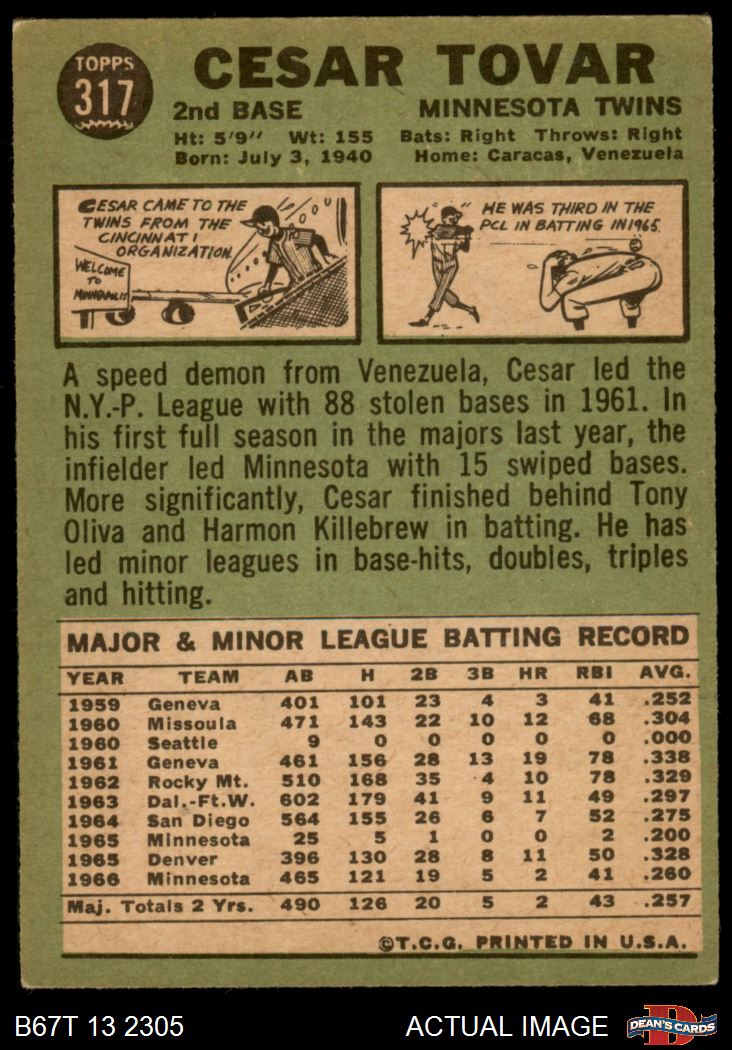 TOPPS
317
CESAR TOVAR
2nd BASE MINNESOTA TWINS
Ht: 5'9" Wt: 155 Bats: Right Throws: Right
Born: July 3, 1940 Home: Caracas, Venezuela
CESAR CAME TO THE
TWINS FROM THE
CINCINNATI
ORGANIZATION.
WELCOME
TO
MINNEAPOLIS
HE WAS THIRD IN THE
PCL IN BATTING IN 1965.
A speed demon from Venezuela, Cesar led the
N.Y.-P. League with 88 stolen bases in 1961. In
his first full season in the majors last year, the
infielder led Minnesota with 15 swiped bases.
More significantly, Cesar finished behind Tony
Oliva and Harmon Killebrew in batting. He has
led minor leagues in base-hits, doubles, triples
and hitting.
MAJOR & MINOR LEAGUE BATTING RECORD
YEAR TEAM AB H 2B 3B HR RBI AVG.
1959 Geneva 401 101 23 4 3 41 .252
1960 Missoula 471 143 22 10 12 68 .304
1960 Seattle 9 0 0 0 0 0 .000
1961 Geneva 461 156 28 13 19 78 .338
1962 Rocky Mt. 510 168 35 4 10 78 .329
1963 Dal.-Ft.W. 602 179 41 9 11 49 .297
1964 San Diego 564 155 26 6 7 52 .275
1965 Minnesota 25 5 1 0 0 2 .200
1965 Denver 396 130 28 8 11 50 .328
1966 Minnesota 465 121 19 5 2 41 .260
Maj. Totals 2 Yrs. 490 126 20 5 2 43 .257
©T.C.G. PRINTED IN U.S.A.
B67T 13 2305 ACTUAL IMAGE
D
DEAN'S CARDS